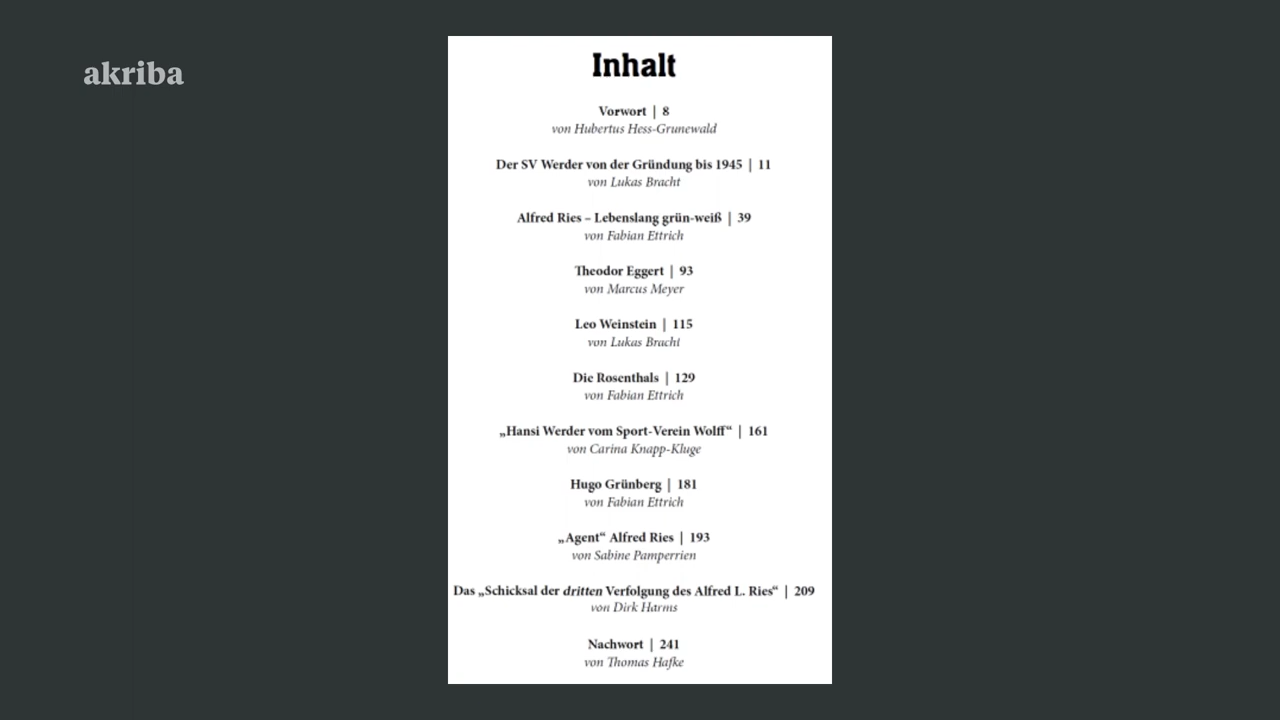 akriba
Inhalt
Vorwort | 8
von Hubertus Hess-Grunewald
Der SV Werder von der Gründung bis 1945 | 11
von Lukas Bracht
Alfred Ries – Lebenslang grün-weiß | 39
von Fabian Ettrich
Theodor Eggert | 93
von Marcus Meyer
Leo Weinstein | 115
von Lukas Bracht
Die Rosenthals | 129
von Fabian Ettrich
„Hansi Werder vom Sport-Verein Wolff“ | 161
von Carina Knapp-Kluge
Hugo Grünberg | 181
von Fabian Ettrich
„Agent“ Alfred Ries | 193
von Sabine Pamperrien
Das „Schicksal der dritten Verfolgung des Alfred L. Ries“ | 209
von Dirk Harms
Nachwort | 241
von Thomas Hafke